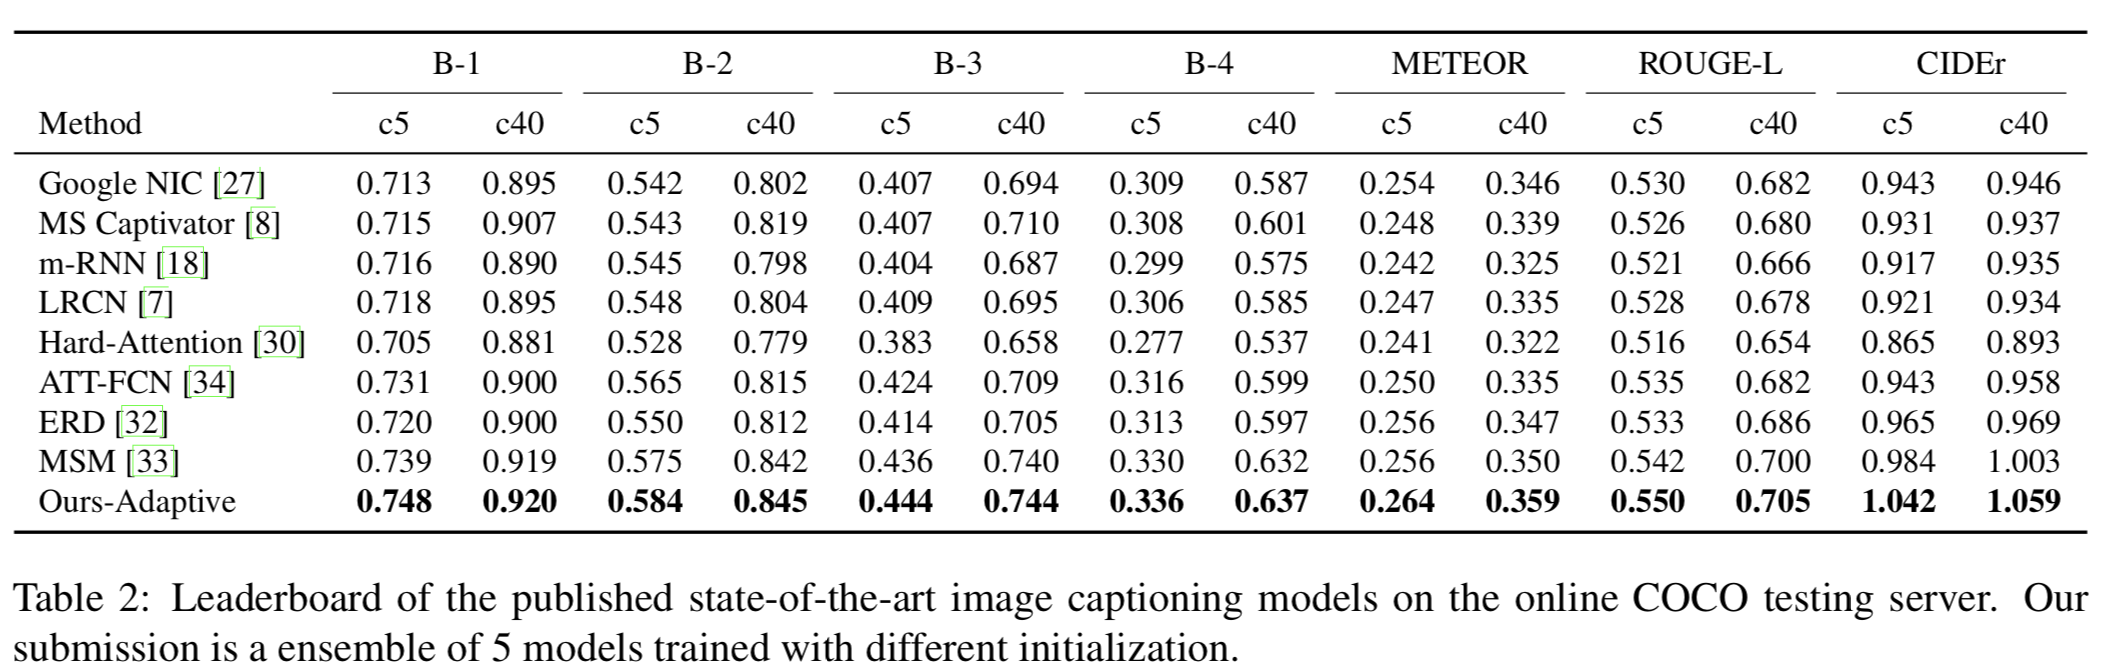 B-1 B-2 B-3 B-4 METEOR ROUGE-L CIDEr
Method c5 c40 c5 c40 c5 c40 c5 c40 c5 c40 c5 c40 c5 c40
Google NIC [27] 0.713 0.895 0.542 0.802 0.407 0.694 0.309 0.587 0.254 0.346 0.530 0.682 0.943 0.946
MS Captivator [8] 0.715 0.907 0.543 0.819 0.407 0.710 0.308 0.601 0.248 0.339 0.526 0.680 0.931 0.937
m-RNN [18] 0.716 0.890 0.545 0.798 0.404 0.687 0.299 0.575 0.242 0.325 0.521 0.666 0.917 0.935
LRCN [7] 0.718 0.895 0.548 0.804 0.409 0.695 0.306 0.585 0.247 0.335 0.528 0.678 0.921 0.934
Hard-Attention [30] 0.705 0.881 0.528 0.779 0.383 0.658 0.277 0.537 0.241 0.322 0.516 0.654 0.865 0.893
ATT-FCN [34] 0.731 0.900 0.565 0.815 0.424 0.709 0.316 0.599 0.250 0.335 0.535 0.682 0.943 0.958
ERD [32] 0.720 0.900 0.550 0.812 0.414 0.705 0.313 0.597 0.256 0.347 0.533 0.686 0.965 0.969
MSM [33] 0.739 0.919 0.575 0.842 0.436 0.740 0.330 0.632 0.256 0.350 0.542 0.700 0.984 1.003
Ours-Adaptive 0.748 0.920 0.584 0.845 0.444 0.744 0.336 0.637 0.264 0.359 0.550 0.705 1.042 1.059
Table 2: Leaderboard of the published state-of-the-art image captioning models on the online COCO testing server. Our
submission is a ensemble of 5 models trained with different initialization.